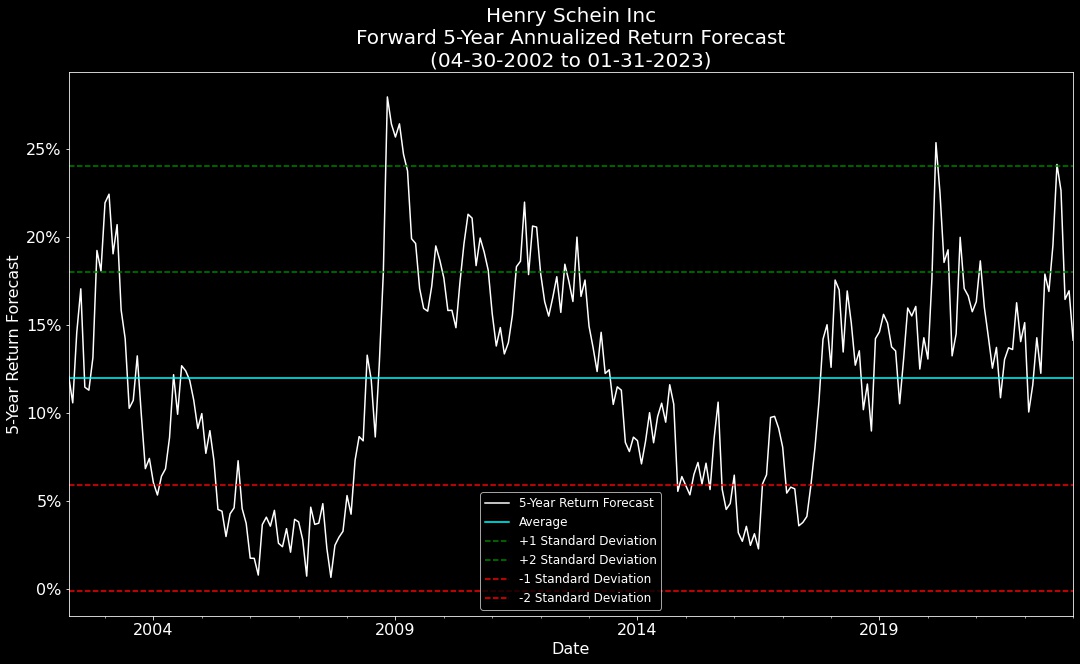 Henry Schein Inc
Forward 5-Year Annualized Return Forecast
(04-30-2002 to 01-31-2023)
5-Year Return Forecast
25%
20%
15%
10%
5%
0%
5-Year Return Forecast
Average
+1 Standard Deviation
+2 Standard Deviation
-1 Standard Deviation
-2 Standard Deviation
2004
2009
2014
2019
Date